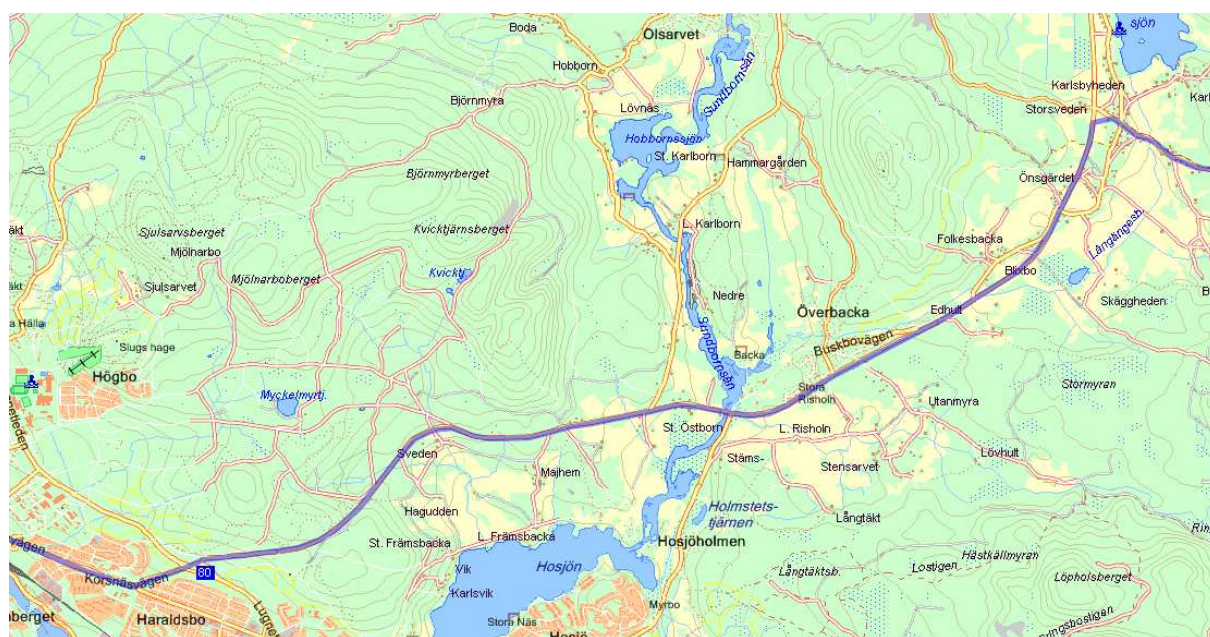 Boda
Olsarvet
sjön
Hobborn
Karlsbyheden
Björnmyra
Lövnäs
Sundbornsån
Storsveden
Hobbornssjön
St. Karlborn
Hammargården
Björnmyrberget
Önsgärdet
Sjulsarvsberget
Kvicktjärnsberget
L. Karlborn
Långängesb.
Mjölnarbo
Folkesbacka
Mjölnarboberget
Kvicktj.
Blixbo
Sjulsarvet
Nedre
Skäggheden
Överbacka
Edhult
Sundbornsån
a Hälla
Slugs hage
Buskbovägen
Backa
Högbo
Stora
Risholn
Stormyran
Myckelmyrtj.
Utanmyra
St. Östborn
L. Risholn
Sveden
Stäms-
Lövhult
Majhem
Stensarvet
Hagudden
Holmstets-
tjärnen
Långtäkt
L. Främsbacka
St. Främsbacka
Hosjöholmen
Hästkällmyran
Hosjön
Vik
Lostigen
80
Långtäktsb.
Löpholsberget
Korsnäsvägen
Karlsvik
Myrbo
Haraldsbo
Stora Näs